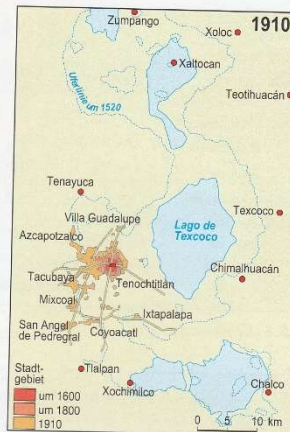 1910
Zumpango
Xoloc
Xaltocan
Uferlinie um 1520
Teotihuacán
Tenayuca
Villa Guadalupe
Azcapotzalco
Lago de
Texcoco
Texcoco
Tacubaya
Tenochtitlán
Chimalhuacán
Mixcoal
Ixtapalapa
San Angel
de Pedregral
Coyoacatl
Tlalpan
Xochimilco
Chalco
Stadt-
gebiet
um 1600
um 1800
1910
0 5 10 km